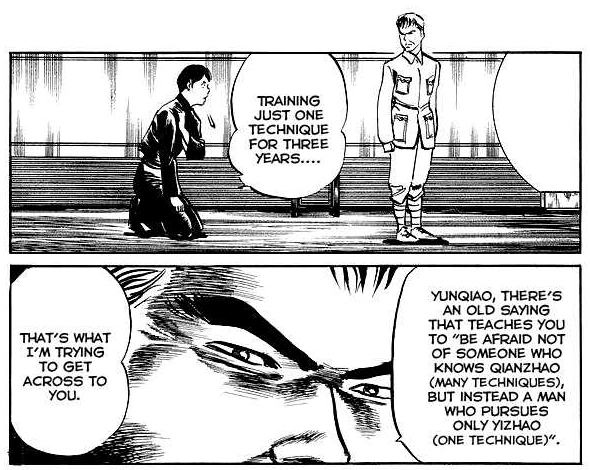 TRAINING
JUST ONE
TECHNIQUE
FOR THREE
YEARS....
YUNQIAO, THERE'S
AN OLD SAYING
THAT TEACHES YOU
TO "BE AFRAID NOT
OF SOMEONE WHO
KNOWS QIANZHAO
(MANY TECHNIQUES),
BUT INSTEAD A MAN
WHO PURSUES
ONLY YIZHAO
(ONE TECHNIQUE)".
THAT'S WHAT
I'M TRYING
TO GET
ACROSS TO
YOU.